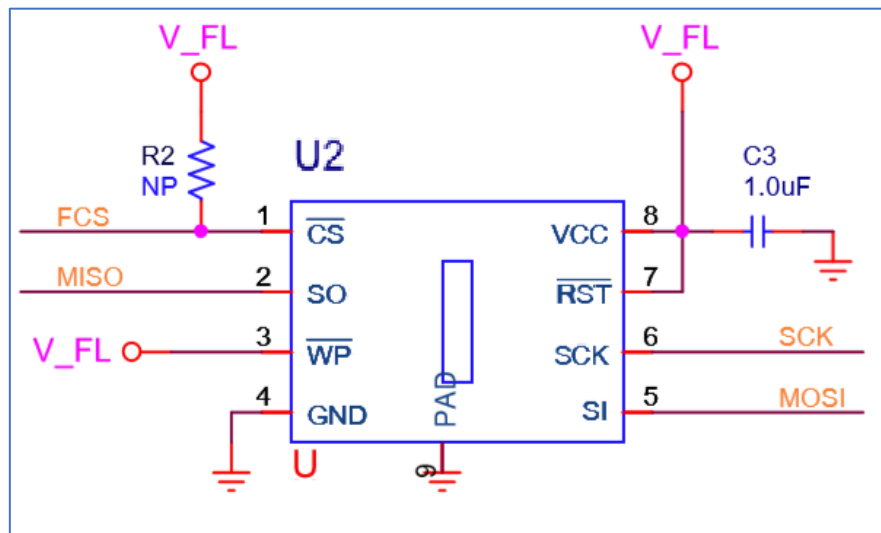 V_FL
V_FL
R2
NP
U2
C3
1.0uF
FCS
1
CS
VCC
8
MISO
2
SO
RST
7
V_FL
3
WP
SCK
6
SCK
4
GND
PAD
SI
5
MOSI
U
9